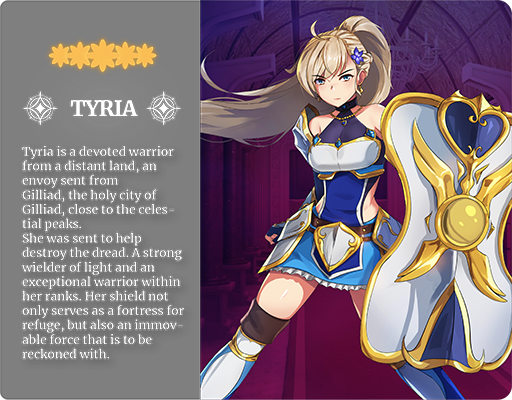 TYRIA
Tyria is a devoted warrior
from a distant land, an
envoy sent from
Gilliad, the holy city of
Gilliad, close to the celes-
tial peaks.
She was sent to help
destroy the dread. A strong
wielder of light and an
exceptional warrior within
her ranks. Her shield not
only serves as a fortress for
refuge, but also an immov-
able force that is to be
reckoned with.